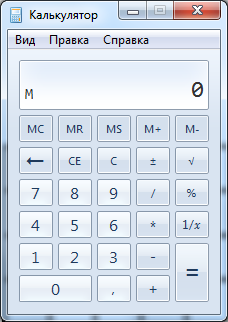 Калькулятор
Вид Правка Справка
M 0
MC MR MS M+ M-
← CE C ± √
7 8 9 / %
4 5 6 * 1/x
1 2 3 - =
0 , +